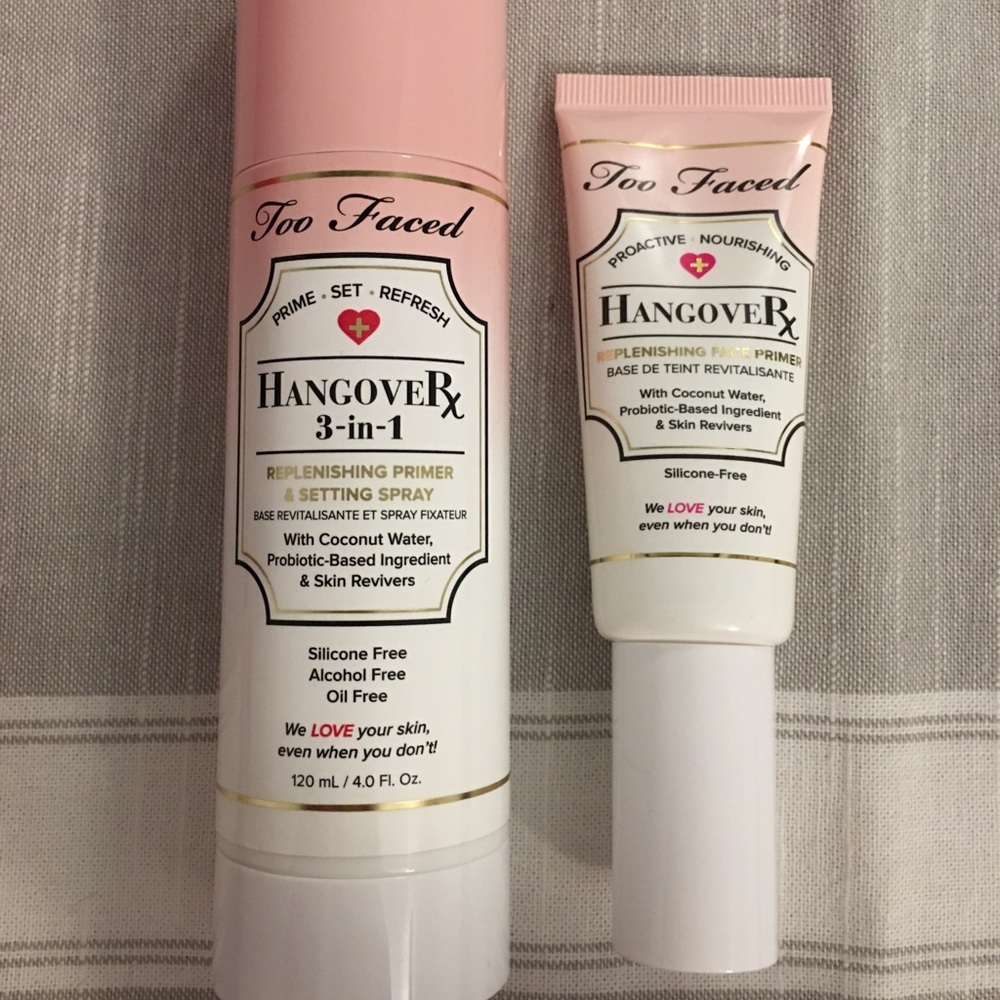 Too Faced
PRIME • SET • REFRESH
HANGOVERx
3-in-1
REPLENISHING PRIMER
& SETTING SPRAY
BASE REVITALISANTE ET SPRAY FIXATEUR
With Coconut Water,
Probiotic-Based Ingredient
& Skin Revivers
Silicone Free
Alcohol Free
Oil Free
We LOVE your skin,
even when you don't!
120 mL / 4.0 Fl. Oz.
Too Faced
PROACTIVE • NOURISHING
HANGOVERx
REPLENISHING FACE PRIMER
BASE DE TEINT REVITALISANTE
With Coconut Water,
Probiotic-Based Ingredient
& Skin Revivers
Silicone-Free
We LOVE your skin,
even when you don't!